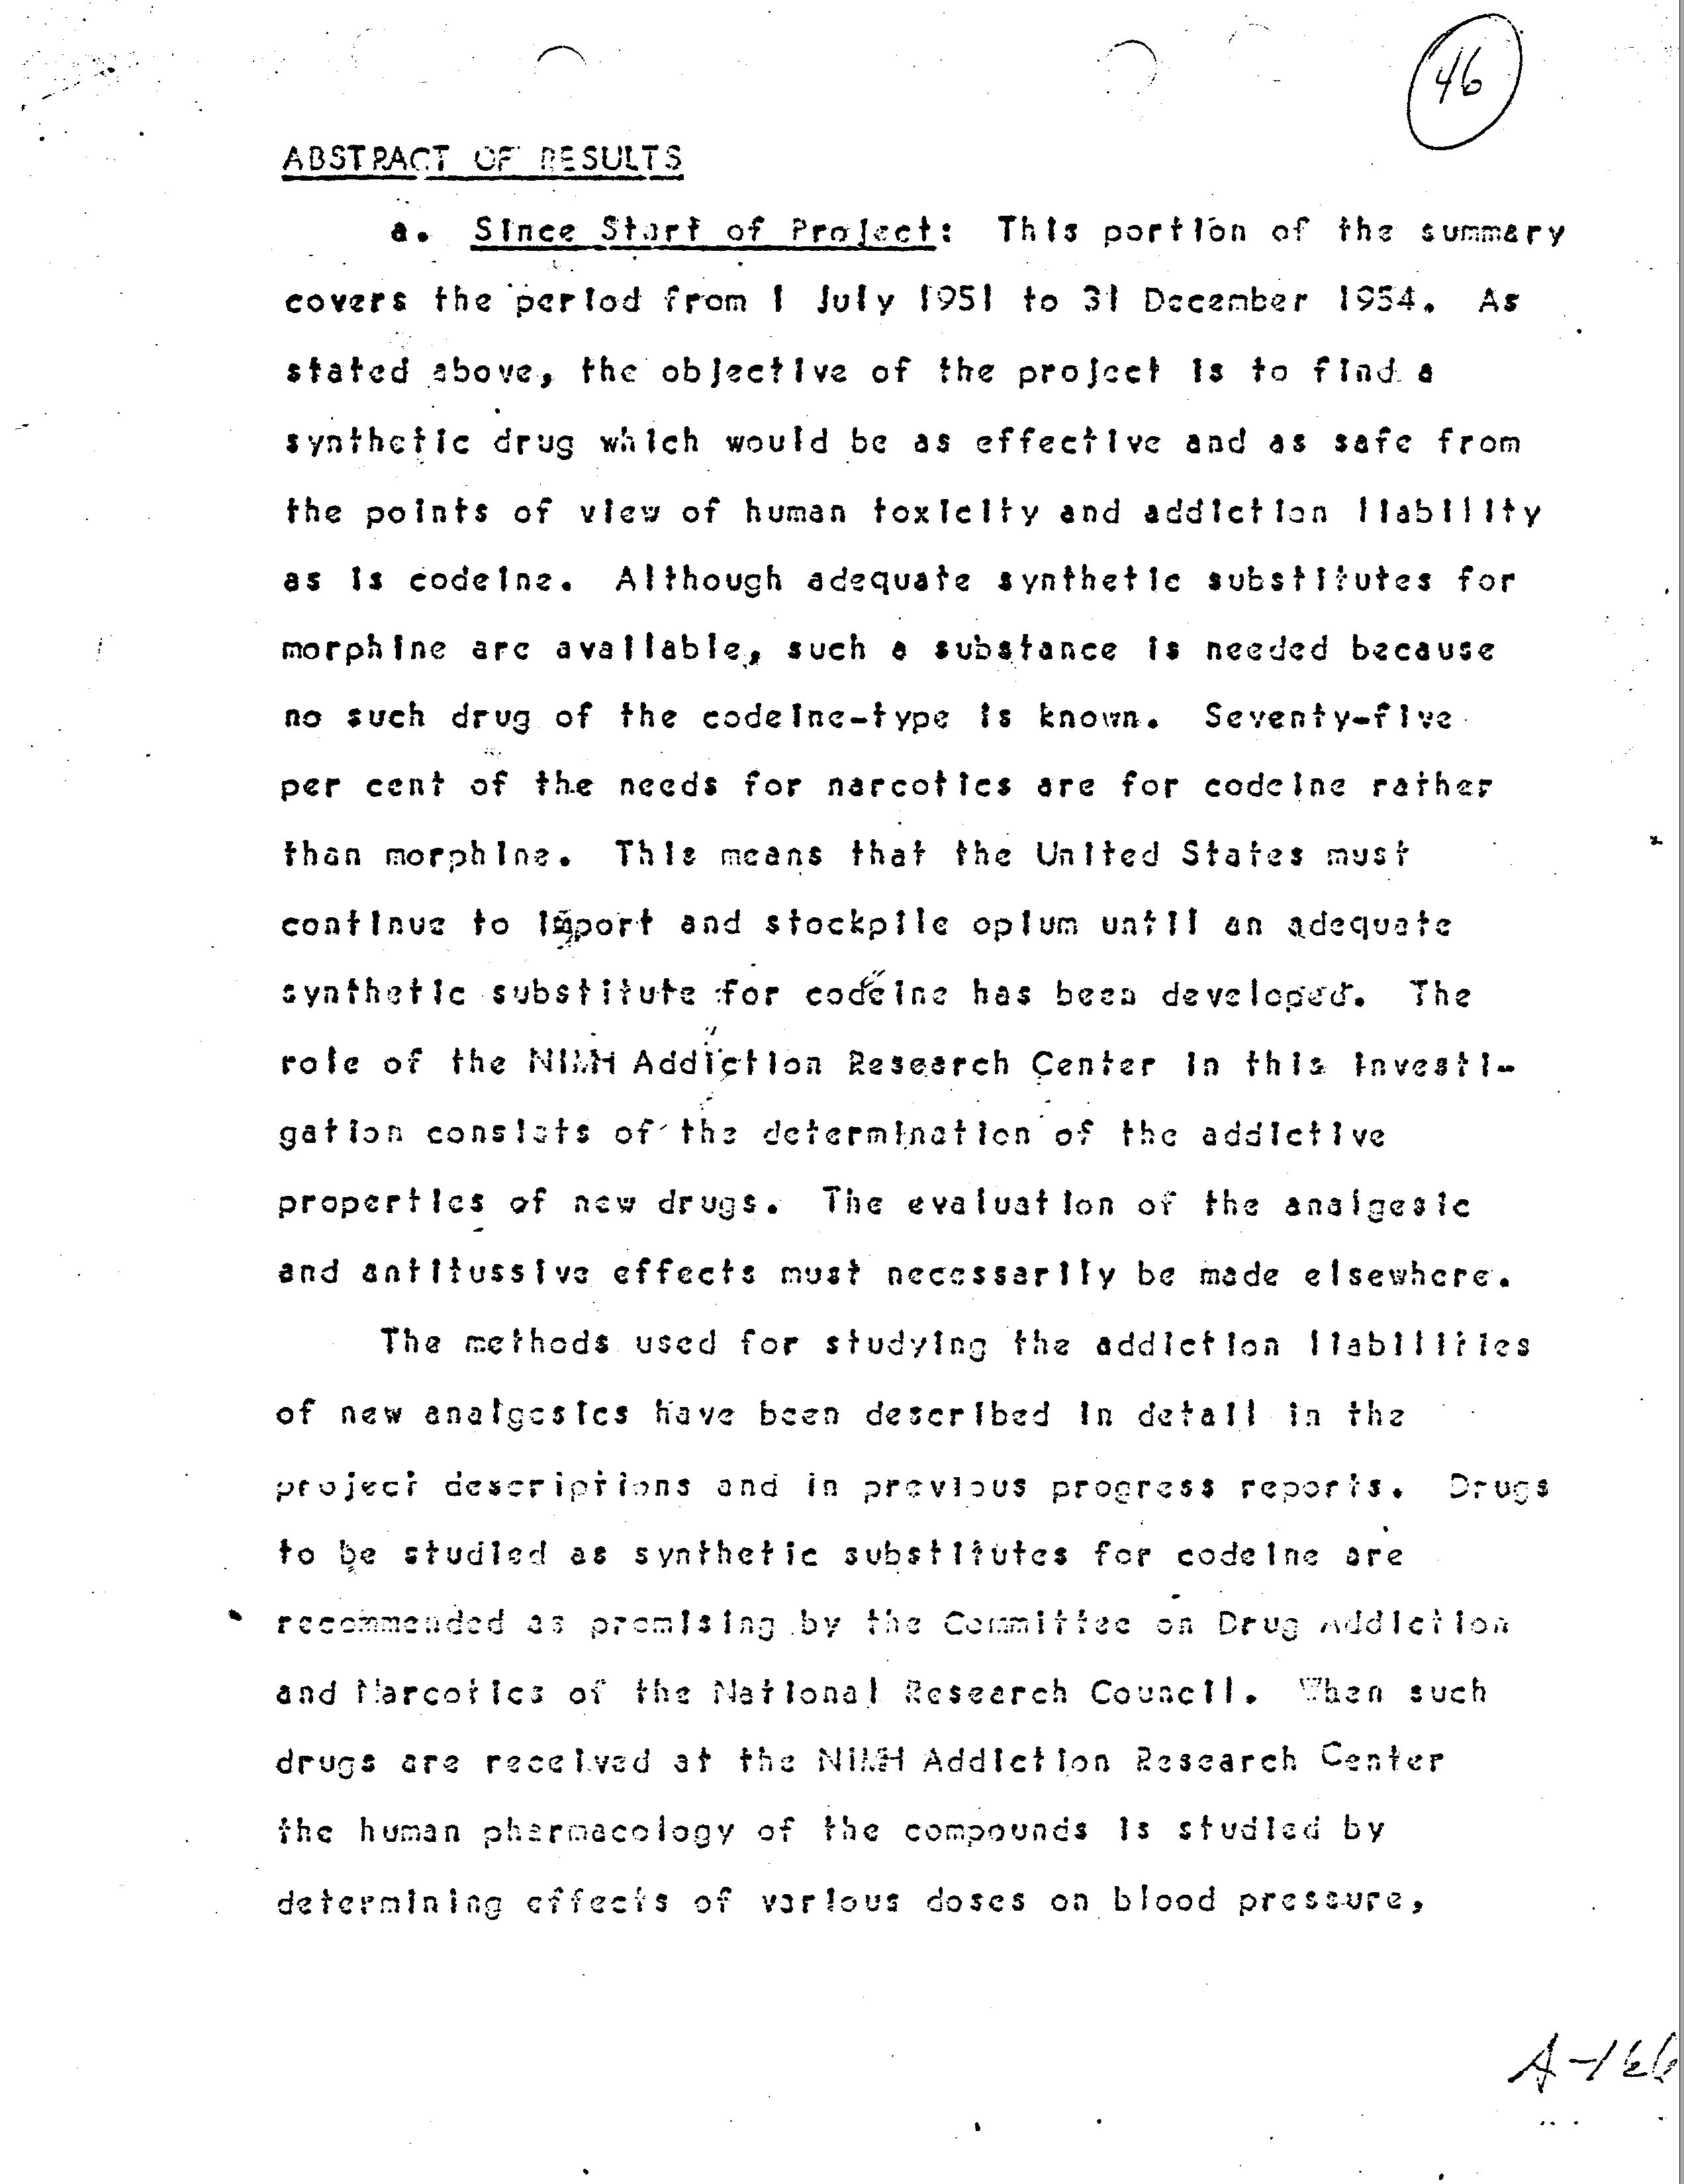 46
ABSTRACT OF RESULTS
a. Since Start of Project: This portion of the summary
covers the period from 1 July 1951 to 31 December 1954. As
stated above, the objective of the project is to find a
synthetic drug which would be as effective and as safe from
the points of view of human toxicity and addiction liability
as is codeine. Although adequate synthetic substitutes for
morphine are available, such a substance is needed because
no such drug of the codeine-type is known. Seventy-five
per cent of the needs for narcotics are for codeine rather
than morphine. This means that the United States must
continue to import and stockpile opium until an adequate
synthetic substitute for codeine has been developed. The
role of the NIMH Addiction Research Center in this investi-
gation consists of the determination of the addictive
properties of new drugs. The evaluation of the analgesic
and antitussive effects must necessarily be made elsewhere.
The methods used for studying the addiction liabilities
of new analgesics have been described in detail in the
project descriptions and in previous progress reports. Drugs
to be studied as synthetic substitutes for codeine are
recommended as promising by the Committee on Drug Addiction
and Narcotics of the National Research Council. When such
drugs are received at the NIMH Addiction Research Center
the human pharmacology of the compounds is studied by
determining effects of various doses on blood pressure,
A-166